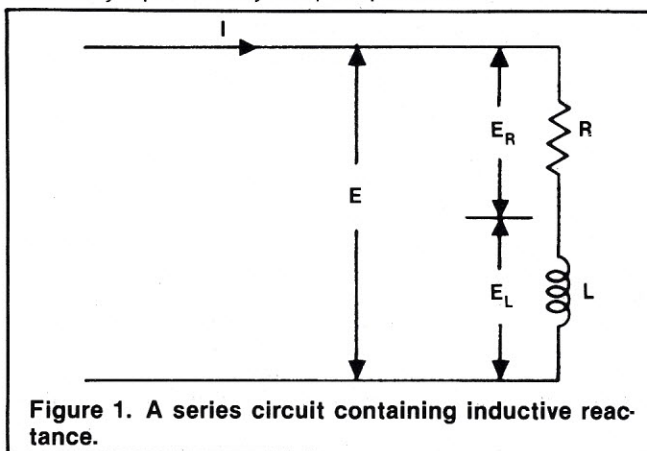 I
E
E_R
R
E_L
L
Figure 1. A series circuit containing inductive reac-
tance.